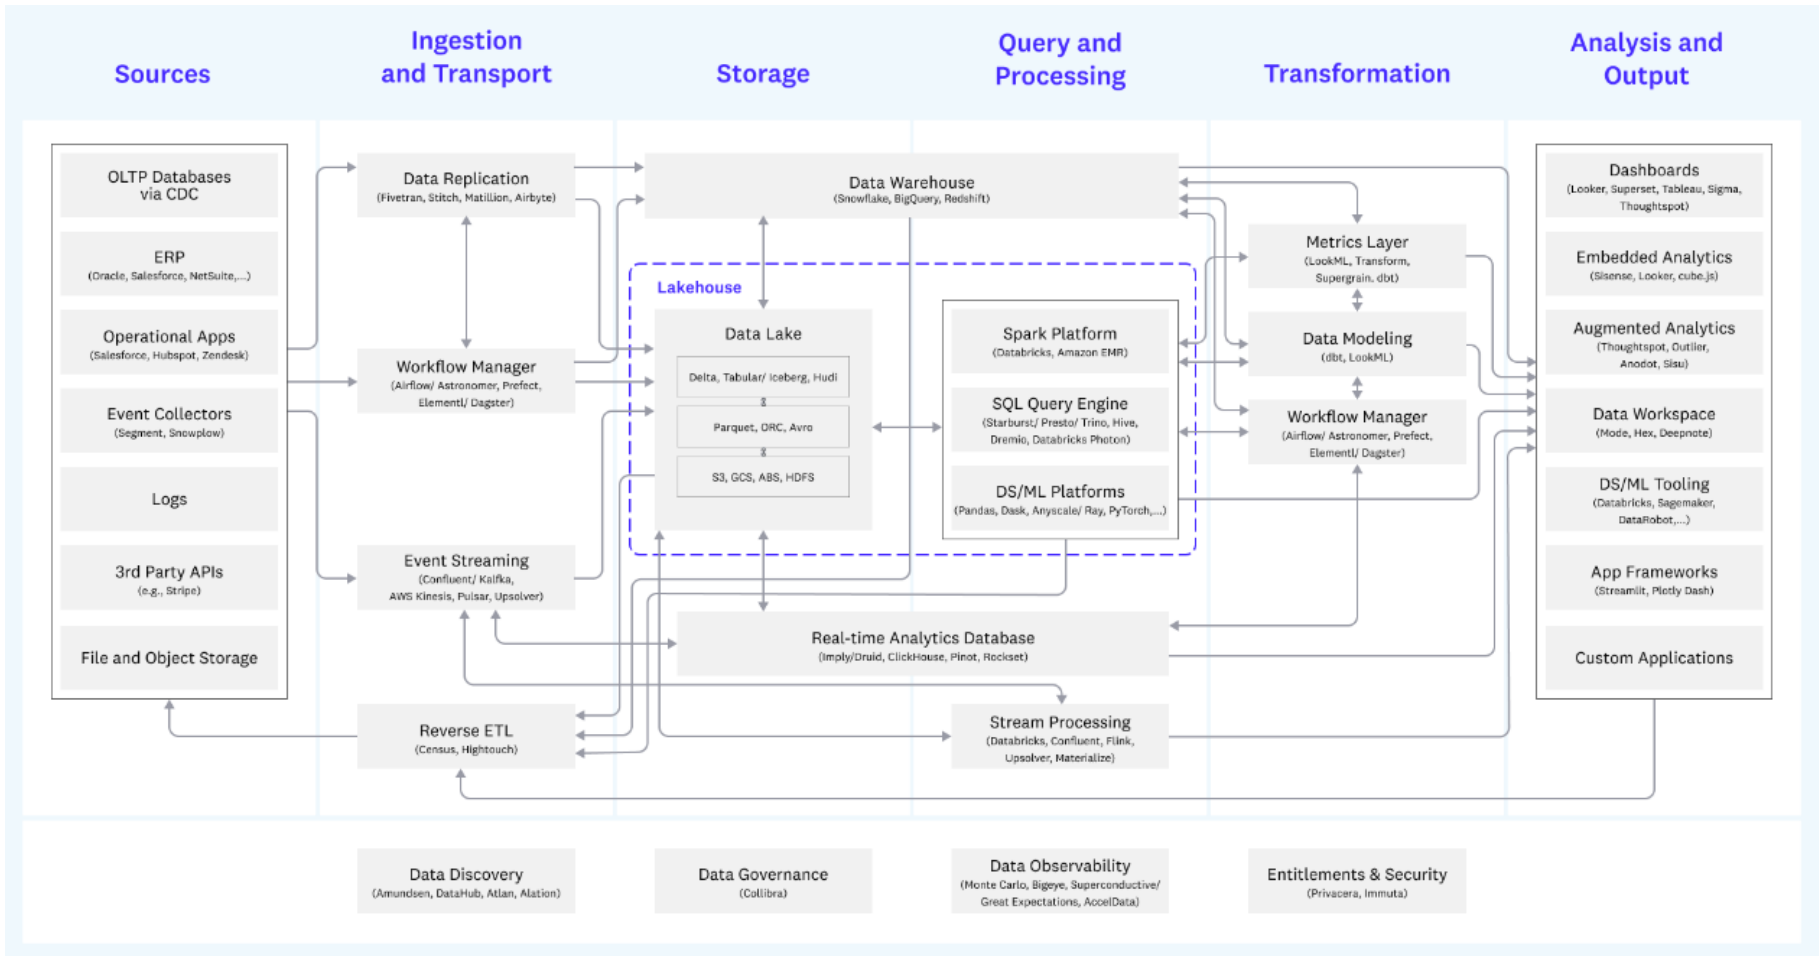 Sources
Ingestion
and Transport
Storage
Query and
Processing
Transformation
Analysis and
Output
OLTP Databases
via CDC
ERP
(Oracle, Salesforce, NetSuite,...)
Operational Apps
(Salesforce, Hubspot, Zendesk)
Event Collectors
(Segment, Snowplow)
Logs
3rd Party APIs
(e.g., Stripe)
File and Object Storage
Data Replication
(Fivetran, Stitch, Matillion, Airbyte)
Workflow Manager
(Airflow/ Astronomer, Prefect,
Elementl/ Dagster)
Event Streaming
(Confluent/ Kalfka,
AWS Kinesis, Pulsar, Upsolver)
Reverse ETL
(Census, Hightouch)
Data Warehouse
(Snowflake, BigQuery, Redshift)
Lakehouse
Data Lake
Delta, Tabular/ Iceberg, Hudi
Parquet, ORC, Avro
S3, GCS, ABS, HDFS
Spark Platform
(Databricks, Amazon EMR)
SQL Query Engine
(Starburst/ Presto/ Trino, Hive,
Dremio, Databricks Photon)
DS/ML Platforms
(Pandas, Dask, Anyscale/ Ray, PyTorch,...)
Real-time Analytics Database
(Imply/Druid, ClickHouse, Pinot, Rockset)
Stream Processing
(Databricks, Confluent, Flink,
Upsolver, Materialize)
Metrics Layer
(LookML, Transform,
Supergrain. dbt)
Data Modeling
(dbt, LookML)
Workflow Manager
(Airflow/ Astronomer, Prefect,
Elementl/ Dagster)
Dashboards
(Looker, Superset, Tableau, Sigma,
Thoughtspot)
Embedded Analytics
(Sisense, Looker, cube.js)
Augmented Analytics
(Thoughtspot, Outlier,
Anodot, Sisu)
Data Workspace
(Mode, Hex, Deepnote)
DS/ML Tooling
(Databricks, Sagemaker,
DataRobot,...)
App Frameworks
(Streamlit, Plotly Dash)
Custom Applications
Data Discovery
(Amundsen, DataHub, Atlan, Alation)
Data Governance
(Collibra)
Data Observability
(Monte Carlo, Bigeye, Superconductive/
Great Expectations, AccelData)
Entitlements & Security
(Privacera, Immuta)